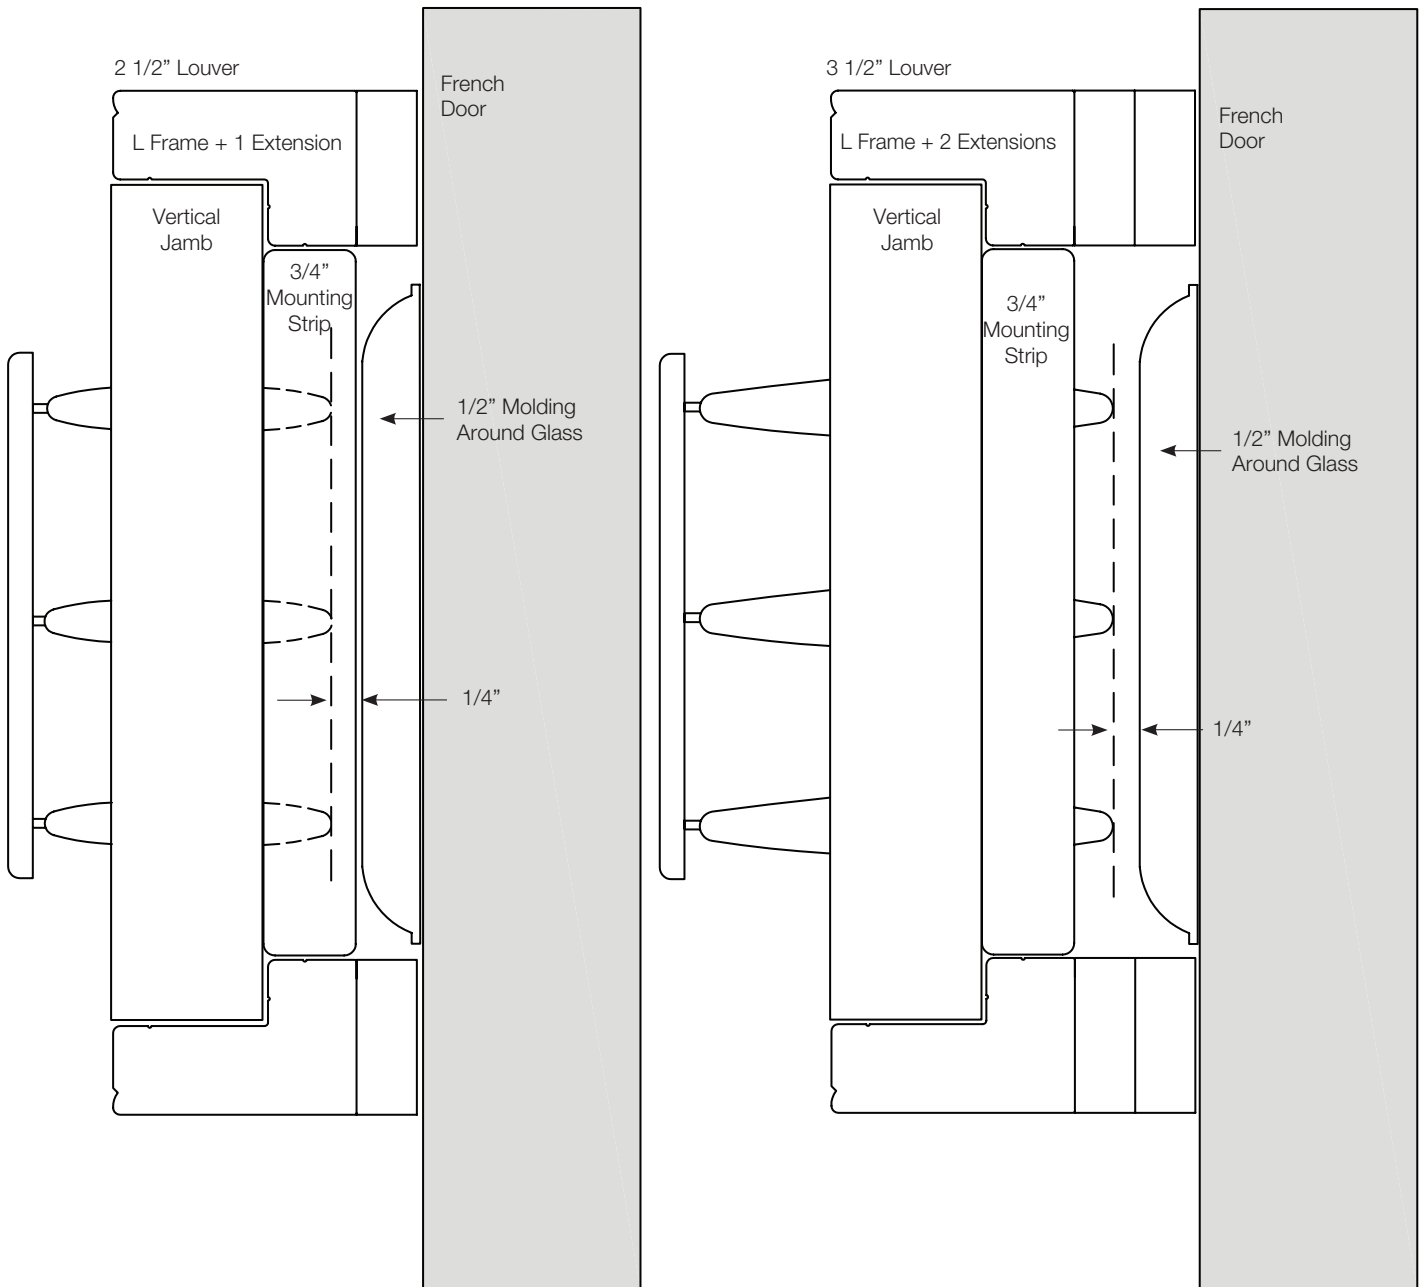 2 1/2” Louver
L Frame + 1 Extension
French
Door
Vertical
Jamb
3/4”
Mounting
Strip
1/2” Molding
Around Glass
1/4”
3 1/2” Louver
L Frame + 2 Extensions
French
Door
Vertical
Jamb
3/4”
Mounting
Strip
1/2” Molding
Around Glass
1/4”